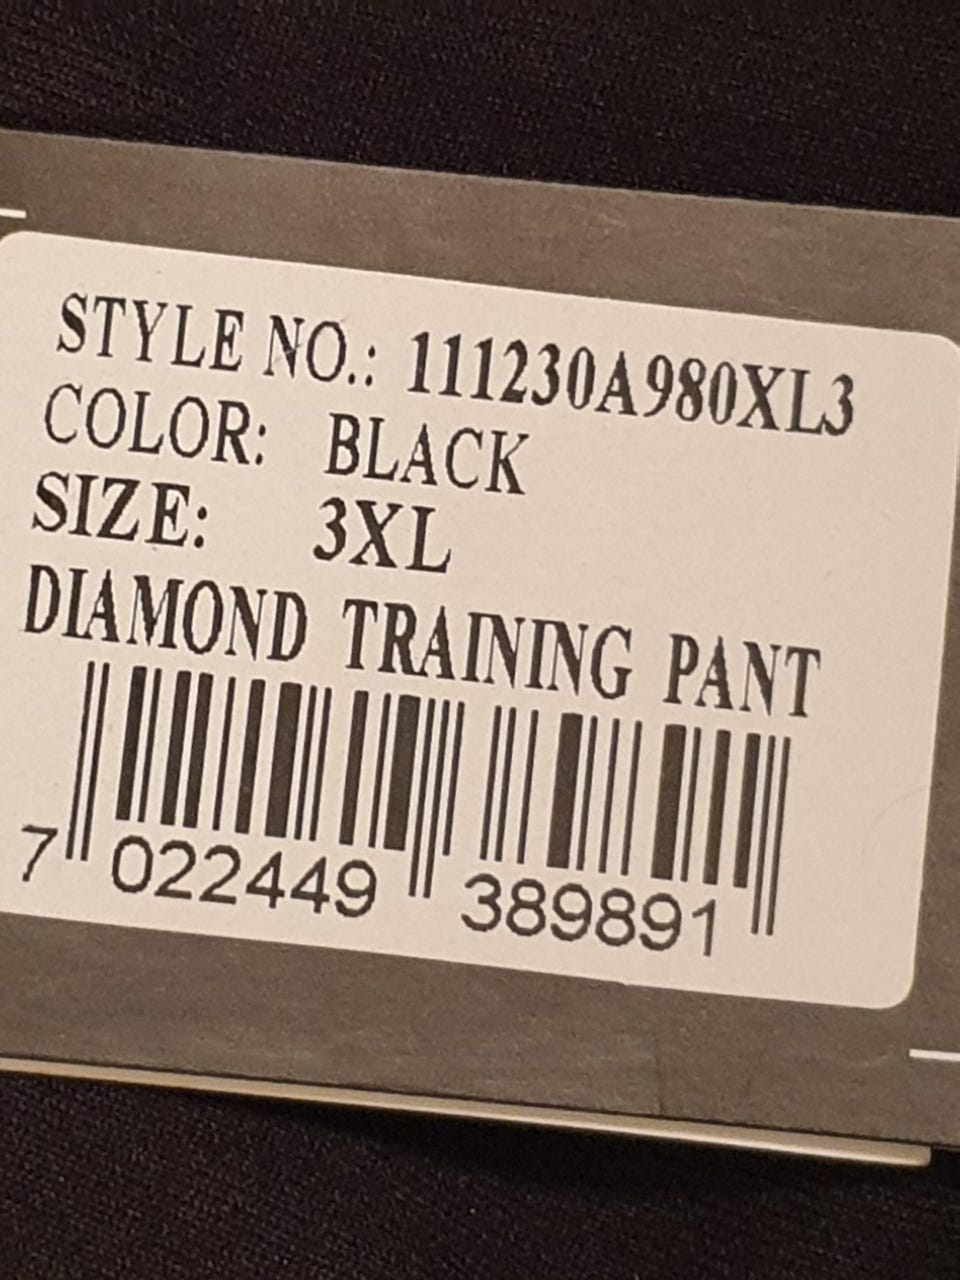 STYLE NO.: 111230A980XL3
COLOR: BLACK
SIZE: 3XL
DIAMOND TRAINING PANT
7 022449 389891